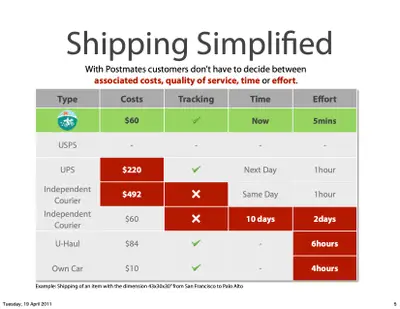 Shipping Simplified
With Postmates customers don't have to decide between
associated costs, quality of service, time or effort.
Type Costs Tracking Time Effort
$60 Now 5mins
USPS - - - -
UPS $220 Next Day 1hour
Independent Courier $492 Same Day 1hour
Independent Courier $60 10 days 2days
U-Haul $84 - 6hours
Own Car $10 - 4hours
Example: Shipping of an item with the dimension 43x30x30" from San Francisco to Palo Alto
Tuesday, 19 April 2011 5